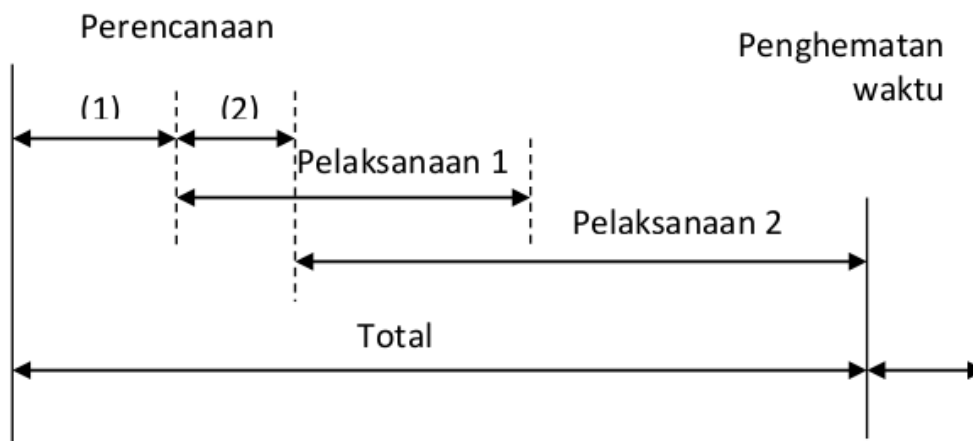 Perencanaan
Penghematan
waktu
(1)
(2)
Pelaksanaan 1
Pelaksanaan 2
Total